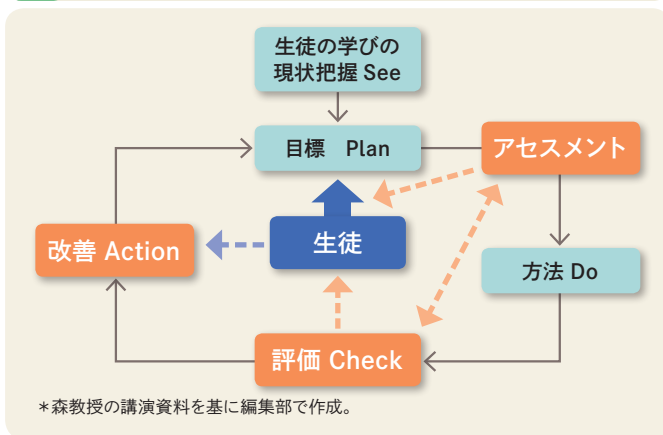 生徒の学びの
現状把握 See
目標 Plan
アセスメント
改善 Action
生徒
方法 Do
評価 Check
＊森教授の講演資料を基に編集部で作成。